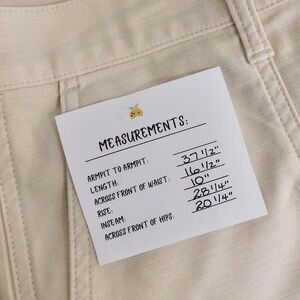 MEASUREMENTS:
ARMPIT TO ARMPIT:
LENGTH: 37 1/2"
ACROSS FRONT OF WAIST: 16 1/2"
RISE: 10"
INSEAM: 28 1/4"
ACROSS FRONT OF HIPS: 20 1/4"